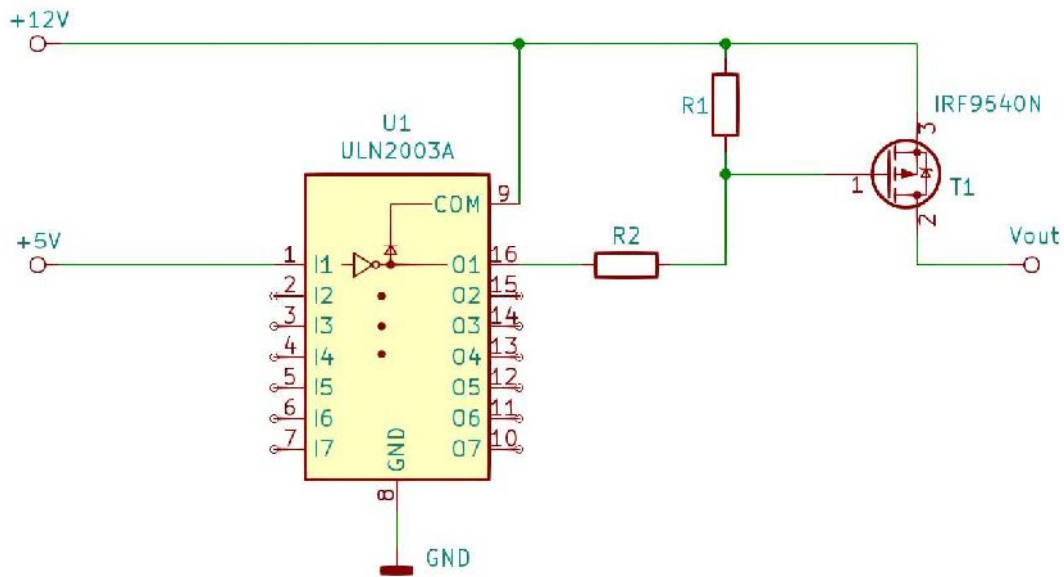 +12V
R1
IRF9540N
U1
ULN2003A
3
1
T1
2
COM
9
+5V
R2
Vout
1
I1
O1
16
2
I2
O2
15
3
I3
O3
14
4
I4
O4
13
5
I5
O5
12
6
I6
O6
11
7
I7
O7
10
GND
8
GND